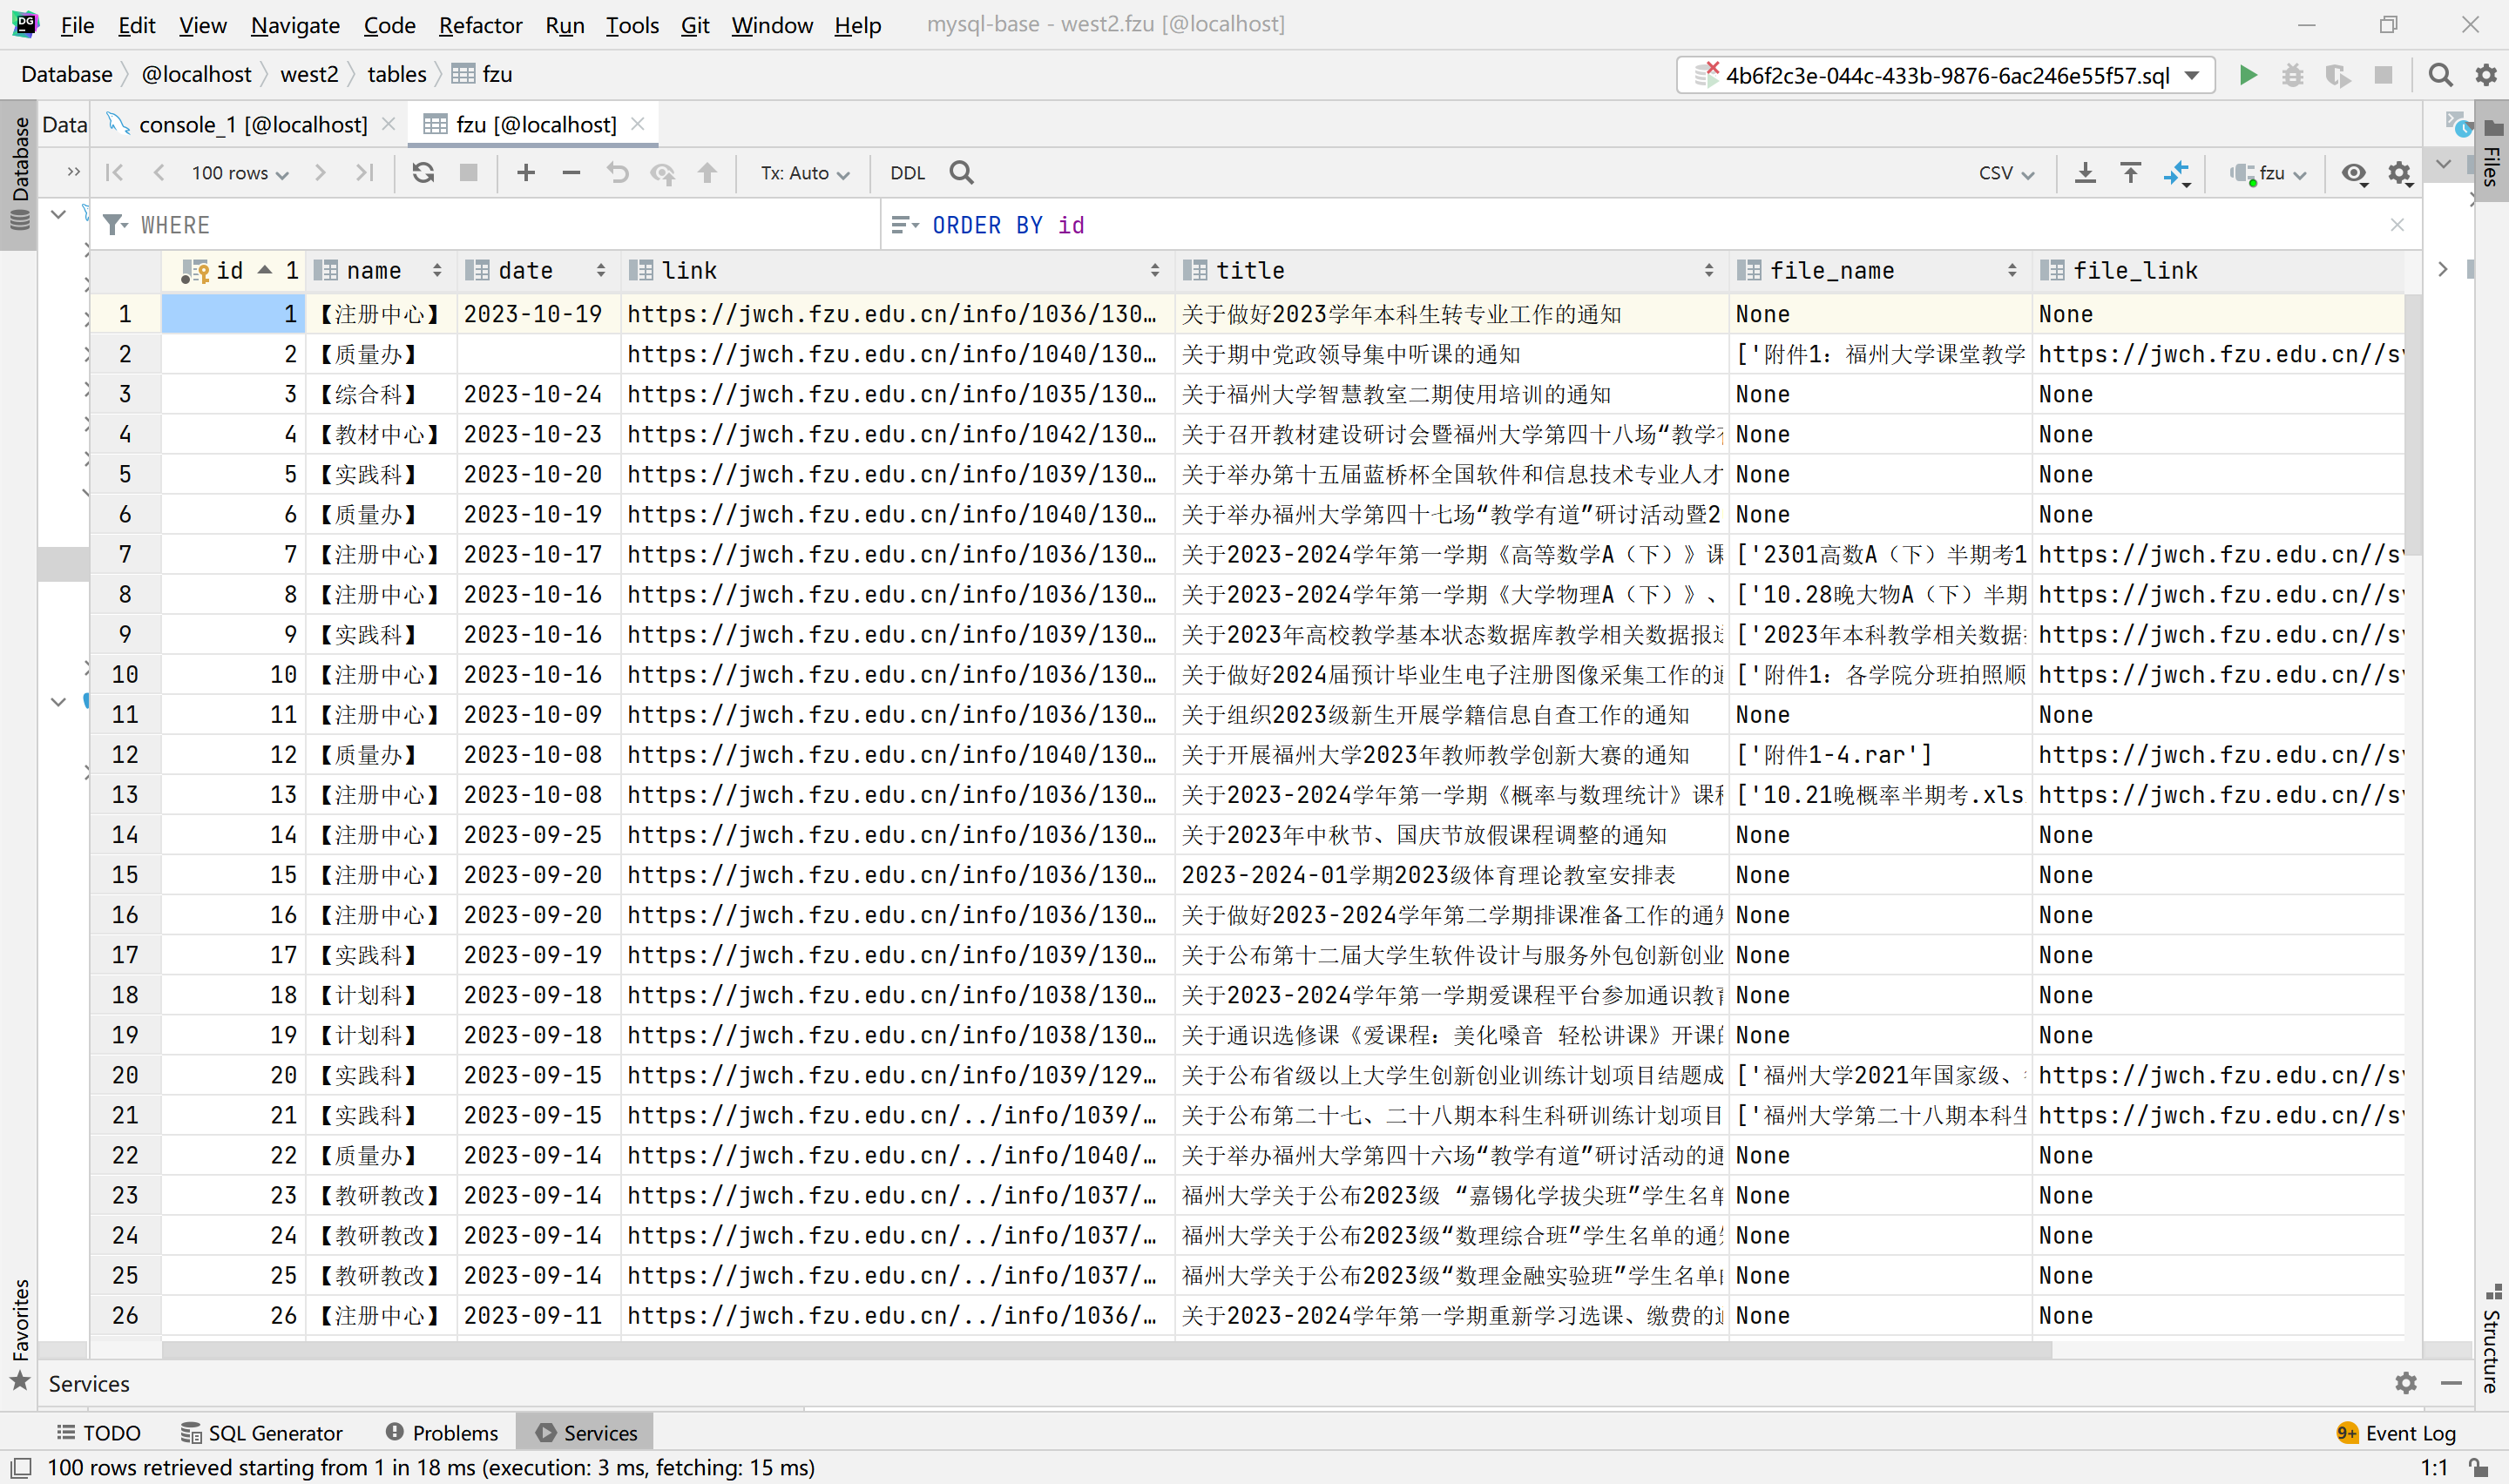 File Edit View Navigate Code Refactor Run Tools Git Window Help mysql-base - west2.fzu [@localhost]
Database @localhost west2 tables fzu 4b6f2c3e-044c-433b-9876-6ac246e55f57.sql
Data console_1 [@localhost] fzu [@localhost]
100 rows Tx: Auto DDL CSV fzu
WHERE ORDER BY id
id 1 name date link title file_name file_link
1 1 【注册中心】 2023-10-19 https://jwch.fzu.edu.cn/info/1036/130… 关于做好2023学年本科生转专业工作的通知 None None
2 2 【质量办】 https://jwch.fzu.edu.cn/info/1040/130… 关于期中党政领导集中听课的通知 ['附件1: 福州大学课堂教学 https://jwch.fzu.edu.cn//s
3 3 【综合科】 2023-10-24 https://jwch.fzu.edu.cn/info/1035/130… 关于福州大学智慧教室二期使用培训的通知 None None
4 4 【教材中心】 2023-10-23 https://jwch.fzu.edu.cn/info/1042/130… 关于召开教材建设研讨会暨福州大学第四十八场“教学有 None None
5 5 【实践科】 2023-10-20 https://jwch.fzu.edu.cn/info/1039/130… 关于举办第十五届蓝桥杯全国软件和信息技术专业人才 None None
6 6 【质量办】 2023-10-19 https://jwch.fzu.edu.cn/info/1040/130… 关于举办福州大学第四十七场“教学有道”研讨活动暨2 None None
7 7 【注册中心】 2023-10-17 https://jwch.fzu.edu.cn/info/1036/130… 关于2023-2024学年第一学期《高等数学A（下）》课 ['2301高数A（下）半期考1 https://jwch.fzu.edu.cn//s
8 8 【注册中心】 2023-10-16 https://jwch.fzu.edu.cn/info/1036/130… 关于2023-2024学年第一学期《大学物理A（下）》、 ['10.28晚大物A（下）半期 https://jwch.fzu.edu.cn//s
9 9 【实践科】 2023-10-16 https://jwch.fzu.edu.cn/info/1039/130… 关于2023年高校教学基本状态数据库教学相关数据报送 ['2023年本科教学相关数据 https://jwch.fzu.edu.cn//s
10 10 【注册中心】 2023-10-16 https://jwch.fzu.edu.cn/info/1036/130… 关于做好2024届预计毕业生电子注册图像采集工作的通 ['附件1: 各学院分班拍照顺 https://jwch.fzu.edu.cn//s
11 11 【注册中心】 2023-10-09 https://jwch.fzu.edu.cn/info/1036/130… 关于组织2023级新生开展学籍信息自查工作的通知 None None
12 12 【质量办】 2023-10-08 https://jwch.fzu.edu.cn/info/1040/130… 关于开展福州大学2023年教师教学创新大赛的通知 ['附件1-4.rar'] https://jwch.fzu.edu.cn//s
13 13 【注册中心】 2023-10-08 https://jwch.fzu.edu.cn/info/1036/130… 关于2023-2024学年第一学期《概率与数理统计》课程 ['10.21晚概率半期考.xls https://jwch.fzu.edu.cn//s
14 14 【注册中心】 2023-09-25 https://jwch.fzu.edu.cn/info/1036/130… 关于2023年中秋节、国庆节放假课程调整的通知 None None
15 15 【注册中心】 2023-09-20 https://jwch.fzu.edu.cn/info/1036/130… 2023-2024-01学期2023级体育理论教室安排表 None None
16 16 【注册中心】 2023-09-20 https://jwch.fzu.edu.cn/info/1036/130… 关于做好2023-2024学年第二学期排课准备工作的通知 None None
17 17 【实践科】 2023-09-19 https://jwch.fzu.edu.cn/info/1039/130… 关于公布第十二届大学生软件设计与服务外包创新创业 None None
18 18 【计划科】 2023-09-18 https://jwch.fzu.edu.cn/info/1038/130… 关于2023-2024学年第一学期爱课程平台参加通识教育 None None
19 19 【计划科】 2023-09-18 https://jwch.fzu.edu.cn/info/1038/130… 关于通识选修课《爱课程: 美化嗓音 轻松讲课》开课的 None None
20 20 【实践科】 2023-09-15 https://jwch.fzu.edu.cn/info/1039/129… 关于公布省级以上大学生创新创业训练计划项目结题成 ['福州大学2021年国家级、 https://jwch.fzu.edu.cn//s
21 21 【实践科】 2023-09-15 https://jwch.fzu.edu.cn/../info/1039/… 关于公布第二十七、二十八期本科生科研训练计划项目 ['福州大学第二十八期本科生 https://jwch.fzu.edu.cn//s
22 22 【质量办】 2023-09-14 https://jwch.fzu.edu.cn/../info/1040/… 关于举办福州大学第四十六场“教学有道”研讨活动的通 None None
23 23 【教研教改】 2023-09-14 https://jwch.fzu.edu.cn/../info/1037/… 福州大学关于公布2023级 “嘉锡化学拔尖班”学生名单 None None
24 24 【教研教改】 2023-09-14 https://jwch.fzu.edu.cn/../info/1037/… 福州大学关于公布2023级“数理综合班”学生名单的通知 None None
25 25 【教研教改】 2023-09-14 https://jwch.fzu.edu.cn/../info/1037/… 福州大学关于公布2023级“数理金融实验班”学生名单的 None None
26 26 【注册中心】 2023-09-11 https://jwch.fzu.edu.cn/../info/1036/… 关于2023-2024学年第一学期重新学习选课、缴费的通 None None
Database
Favorites
Files
Structure
Services
TODO SQL Generator Problems Services 9+ Event Log
100 rows retrieved starting from 1 in 18 ms (execution: 3 ms, fetching: 15 ms) 1:1